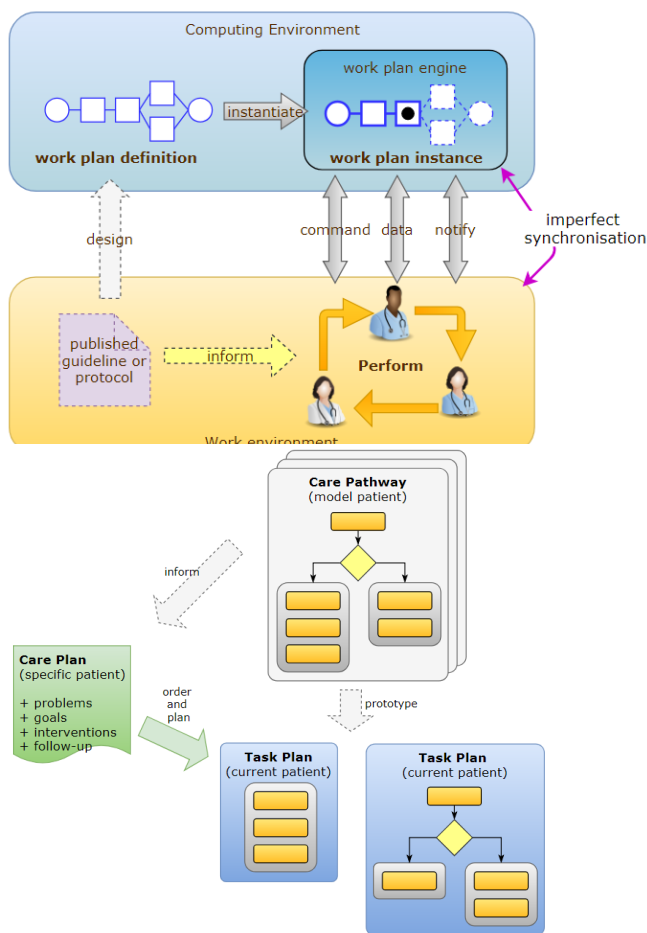 Computing Environment
work plan engine
instantiate
work plan definition
work plan instance
design
command
data
notify
imperfect
synchronisation
published
guideline or
protocol
inform
Perform
Work environment
Care Pathway
(model patient)
inform
Care Plan
(specific patient)
+ problems
+ goals
+ interventions
+ follow-up
order
and
plan
prototype
Task Plan
(current patient)
Task Plan
(current patient)